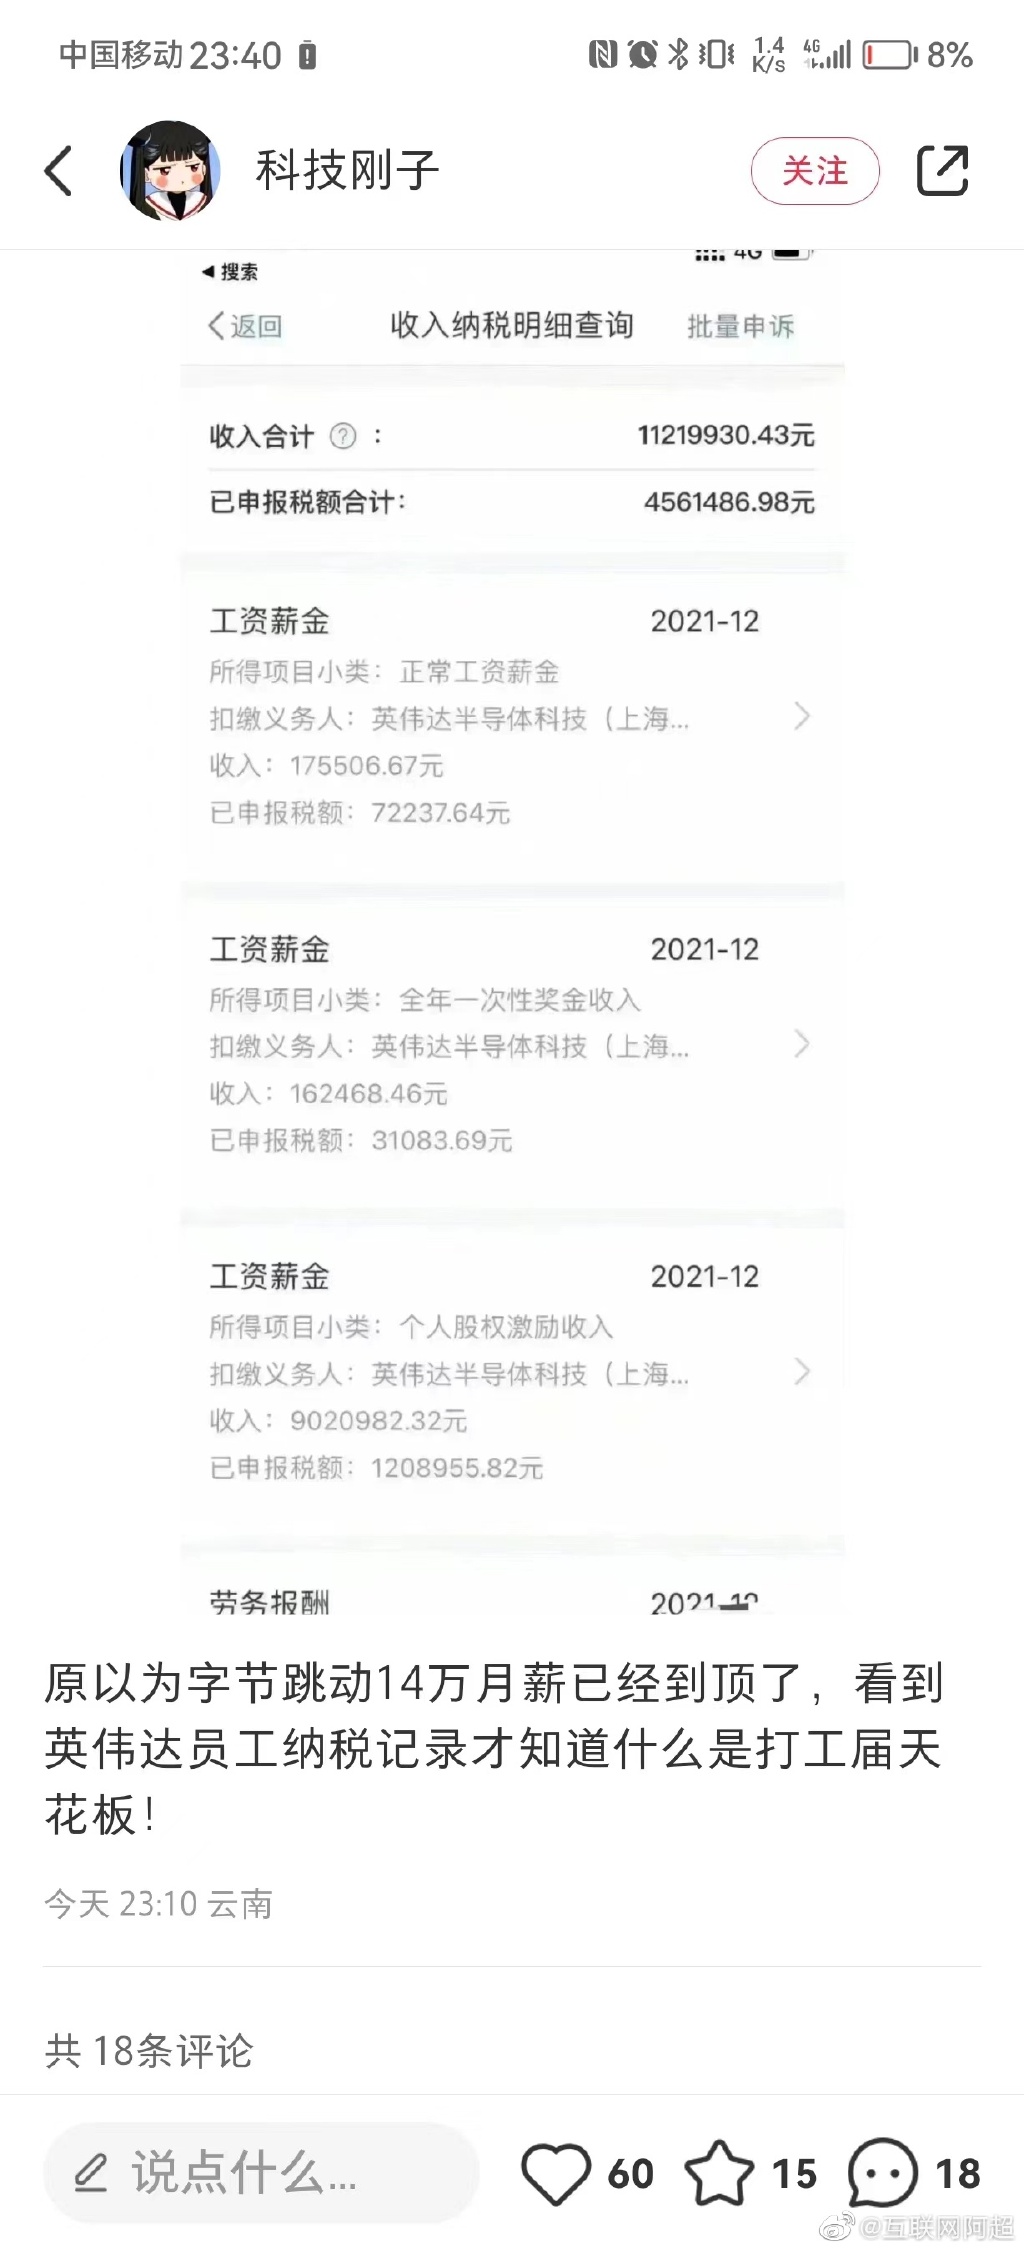 中国移动 23:40 1.4 K/s 4G 8%
科技刚子 关注
◀搜索 4G
返回 收入纳税明细查询 批量申诉
收入合计 ? : 11219930.43元
已申报税额合计: 4561486.98元
工资薪金 2021-12
所得项目小类: 正常工资薪金
扣缴义务人: 英伟达半导体科技（上海...
收入: 175506.67元
已申报税额: 72237.64元
工资薪金 2021-12
所得项目小类: 全年一次性奖金收入
扣缴义务人: 英伟达半导体科技（上海...
收入: 162468.46元
已申报税额: 31083.69元
工资薪金 2021-12
所得项目小类: 个人股权激励收入
扣缴义务人: 英伟达半导体科技（上海...
收入: 9020982.32元
已申报税额: 1208955.82元
劳务报酬 2021-12
原以为字节跳动14万月薪已经到顶了，看到
英伟达员工纳税记录才知道什么是打工届天
花板！
今天 23:10 云南
共 18条评论
说点什么... 60 15 18
@互联网阿超